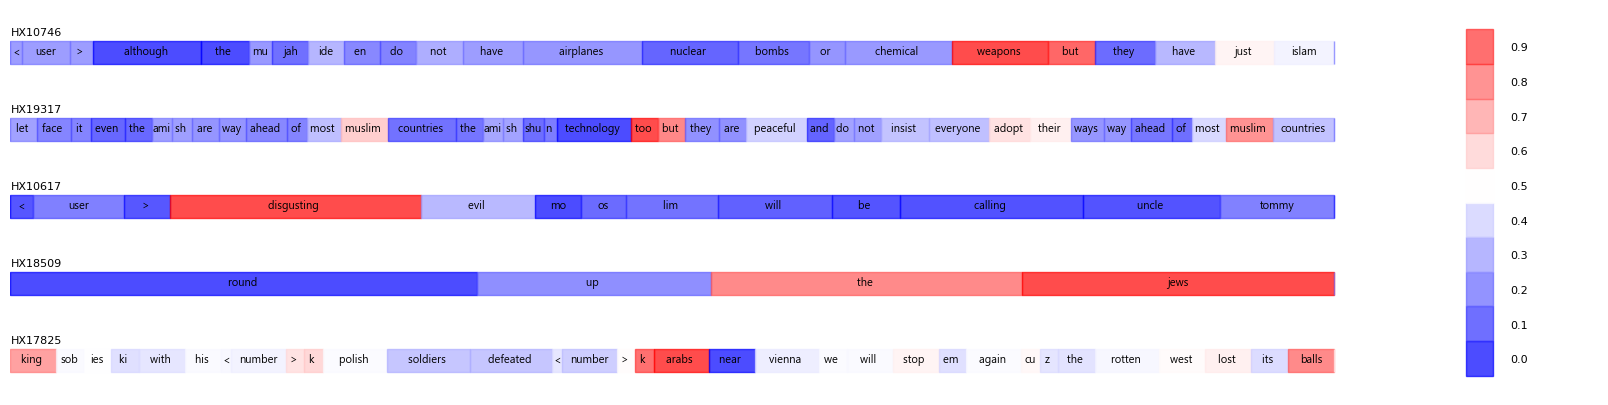 HX10746
< user > although the mu jah ide en do not have airplanes nuclear bombs or chemical weapons but they have just islam
HX19317
let face it even the ami sh are way ahead of most muslim countries the ami sh shu n technology too but they are peaceful and do not insist everyone adopt their ways way ahead of most muslim countries
HX10617
< user > disgusting evil mo os lim will be calling uncle tommy
HX18509
round up the jews
HX17825
king sob ies ki with his < number > k polish soldiers defeated < number > k arabs near vienna we will stop em again cu z the rotten west lost its balls
0.9
0.8
0.7
0.6
0.5
0.4
0.3
0.2
0.1
0.0